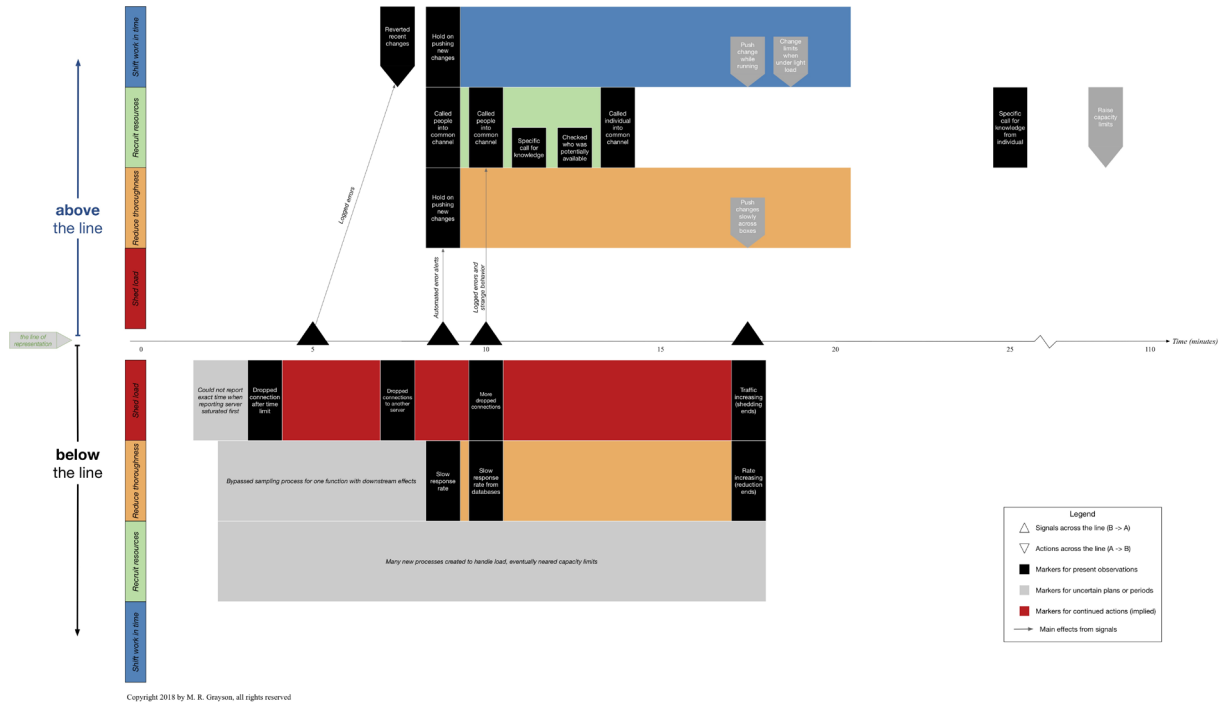 Shift work in time
Reverted
recent
changes
Hold on
pushing
new
changes
Push
change
while
running
Change
limits
when
under light
load
Recruit resources
Called
people
into
common
channel
Called
people
into
common
channel
Specific
call for
knowledge
Checked
who was
potentially
available
Called
individual
into
common
channel
Specific
call for
knowledge
from
individual
Raise
capacity
limits
above
the line
Reduce thoroughness
Hold on
pushing
new
changes
Push
changes
slowly
across
boxes
Shed load
Logged errors
Automated error alerts
Logged errors and
strange behavior
the line of
representation
0
5
10
15
20
25
110
Time (minutes)
below
the line
Shed load
Could not report
exact time when
reporting server
saturated first
Dropped
connection
after time
limit
Dropped
connections
to another
server
More
dropped
connections
Traffic
increasing
(shedding
ends)
Reduce thoroughness
Bypassed sampling process for one function with downstream effects
Slow
response
rate
Slow
response
rate from
databases
Rate
increasing
(reduction
ends)
Recruit resources
Many new processes created to handle load, eventually neared capacity limits
Shift work in time
Legend
Signals across the line (B -> A)
Actions across the line (A -> B)
Markers for present observations
Markers for uncertain plans or periods
Markers for continued actions (implied)
Main effects from signals
Copyright 2018 by M. R. Grayson, all rights reserved